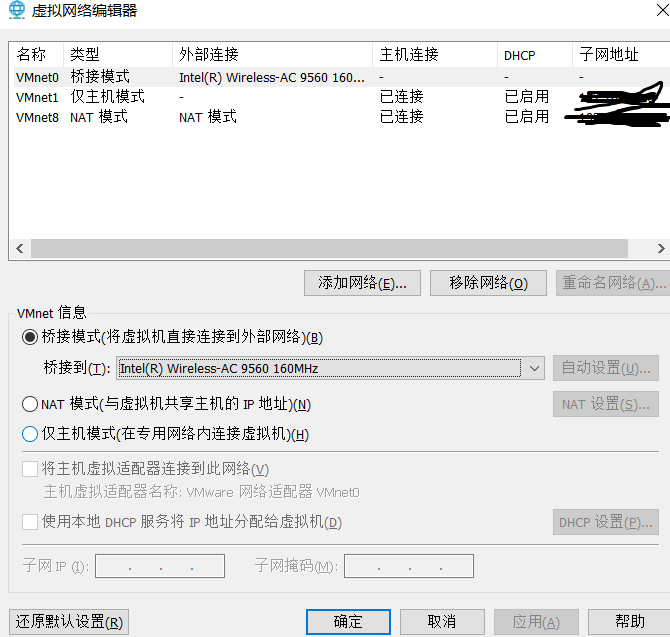 虚拟网络编辑器
名称 类型 外部连接 主机连接 DHCP 子网地址
VMnet0 桥接模式 Intel(R) Wireless-AC 9560 160... - - -
VMnet1 仅主机模式 - 已连接 已启用
VMnet8 NAT 模式 NAT 模式 已连接 已启用
添加网络(E)... 移除网络(O) 重命名网络(A)...
VMnet 信息
桥接模式(将虚拟机直接连接到外部网络)(B)
桥接到(T): Intel(R) Wireless-AC 9560 160MHz 自动设置(U)...
NAT 模式(与虚拟机共享主机的 IP 地址)(N) NAT 设置(S)...
仅主机模式(在专用网络内连接虚拟机)(H)
将主机虚拟适配器连接到此网络(V)
主机虚拟适配器名称: VMware 网络适配器 VMnet0
使用本地 DHCP 服务将 IP 地址分配给虚拟机(D) DHCP 设置(P)...
子网 IP (I): . . . 子网掩码(M): . . .
还原默认设置(R) 确定 取消 应用(A) 帮助